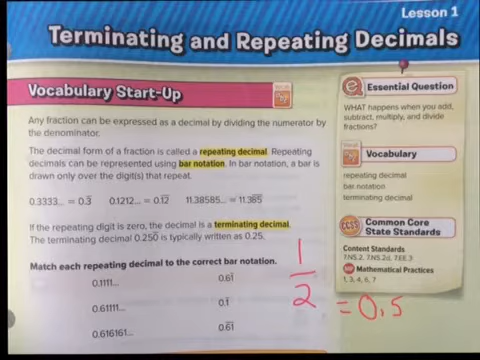 Lesson 1
Terminating and Repeating Decimals
Vocabulary Start-Up
Any fraction can be expressed as a decimal by dividing the numerator by
the denominator.
The decimal form of a fraction is called a repeating decimal. Repeating
decimals can be represented using bar notation. In bar notation, a bar is
drawn only over the digit(s) that repeat.
0.3333... = 0.3̅ 0.1212... = 0.1̅2̅ 11.38585... = 11.38̅5̅
If the repeating digit is zero, the decimal is a terminating decimal.
The terminating decimal 0.250̅ is typically written as 0.25.
Match each repeating decimal to the correct bar notation.
0.1111... 0.61̅
0.61111... 0.1̅
0.616161... 0.6̅1̅
1
2
= 0.5
Essential Question
WHAT happens when you add,
subtract, multiply, and divide
fractions?
Vocabulary
repeating decimal
bar notation
terminating decimal
CCSS
Common Core
State Standards
Content Standards
7.NS.2, 7.NS.2d, 7.EE.3
MP Mathematical Practices
1, 3, 4, 6, 7